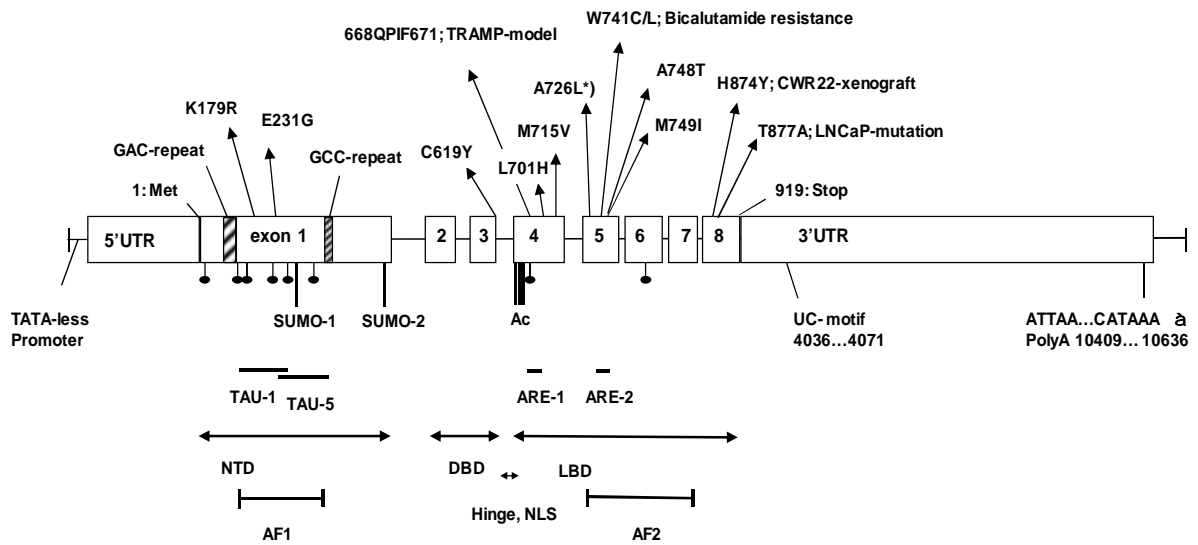 W741C/L; Bicalutamide resistance
668QPIF671; TRAMP-model
A748T
A726L*)
H874Y; CWR22-xenograft
K179R
E231G
M715V
M749I
T877A; LNCaP-mutation
GAC-repeat
GCC-repeat
C619Y
L701H
1: Met
919: Stop
5’UTR
exon 1
2
3
4
5
6
7
8
3’UTR
SUMO-1
SUMO-2
Ac
TATA-less
Promoter
UC- motif
4036…4071
ATTAA…CATAAA à
PolyA 10409… 10636
TAU-1
TAU-5
ARE-1
ARE-2
NTD
DBD
LBD
Hinge, NLS
AF1
AF2